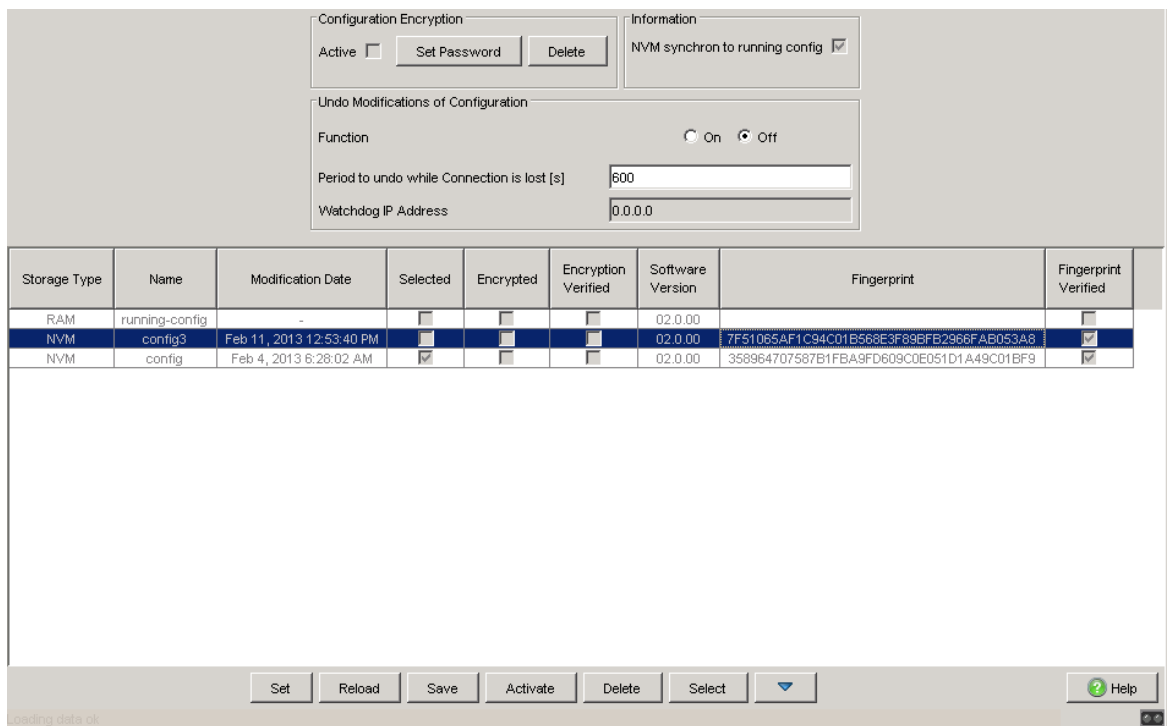 Configuration Encryption
Information
Active
Set Password
Delete
NVM synchron to running config
Undo Modifications of Configuration
Function
On
Off
Period to undo while Connection is lost [s]
600
Watchdog IP Address
0.0.0.0
Storage Type Name Modification Date Selected Encrypted Encryption Verified Software Version Fingerprint Fingerprint Verified
RAM running-config - 02.0.00
NVM config3 Feb 11, 2013 12:53:40 PM 02.0.00 7F51065AF1C94C01B568E3F89BFB2966FAB053A8
NVM config Feb 4, 2013 6:28:02 AM 02.0.00 358964707587B1FBA9FD609C0E051D1A49C01BF9
Set Reload Save Activate Delete Select Help
Loading data ok